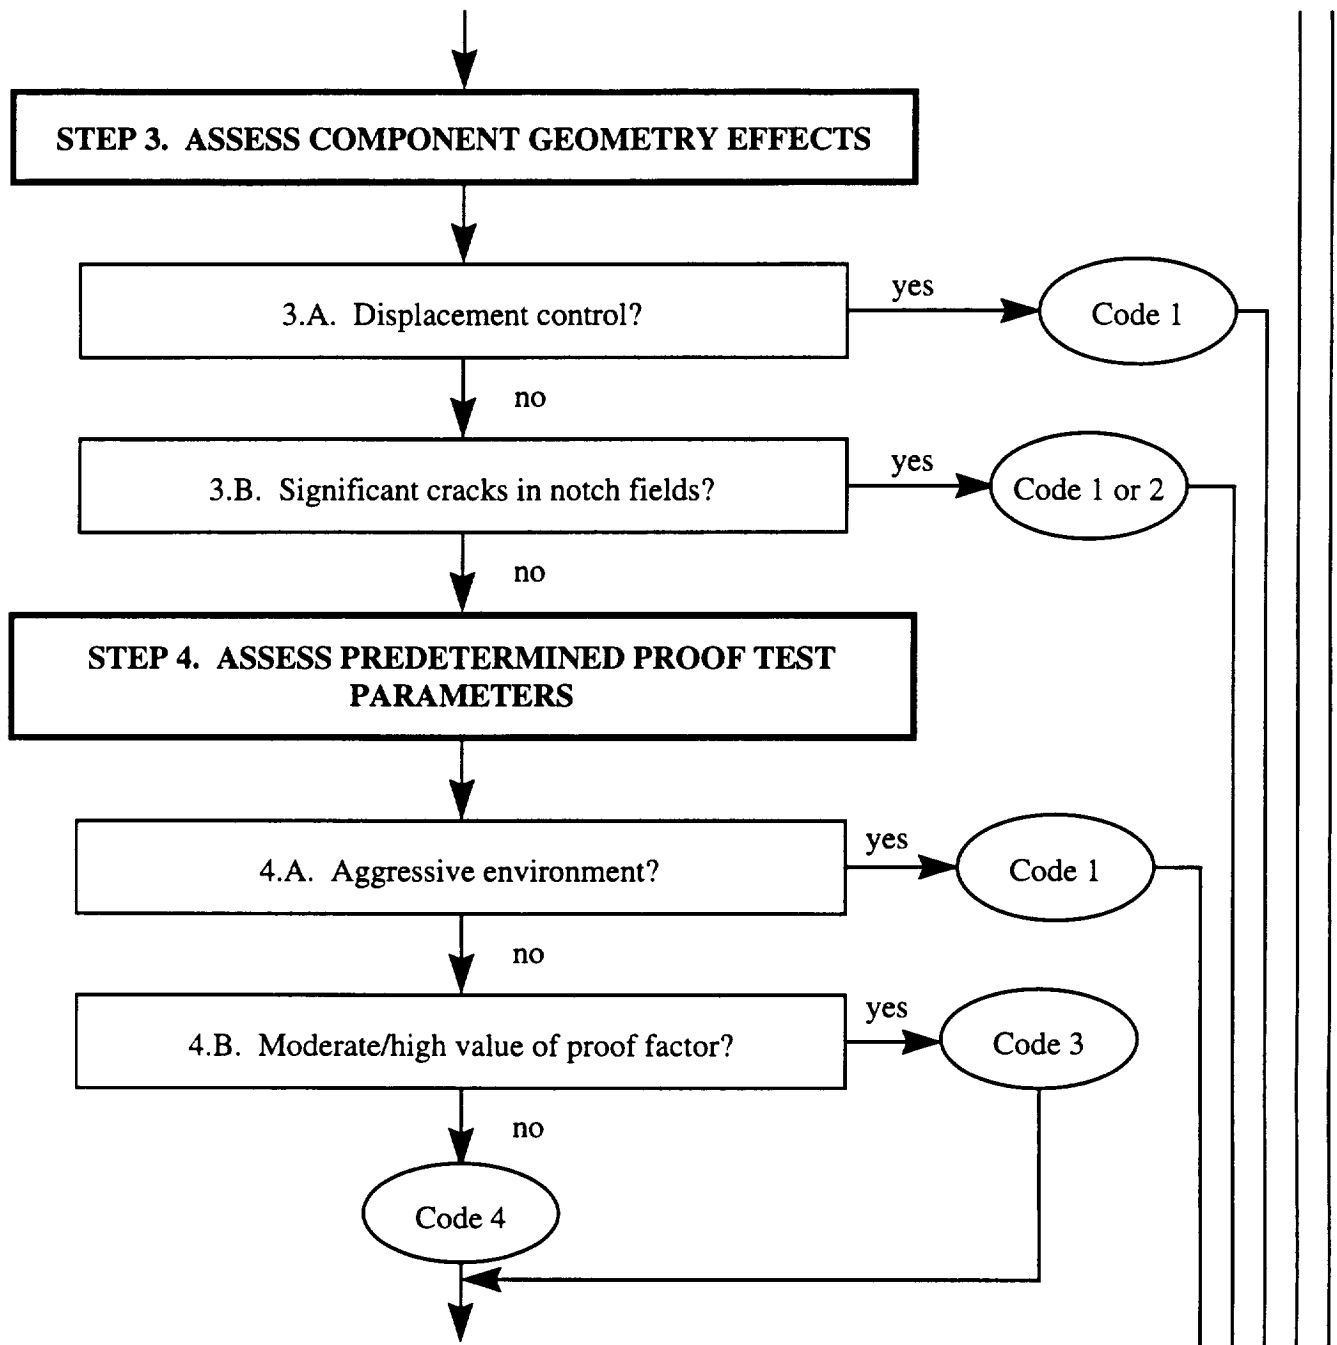 STEP 3. ASSESS COMPONENT GEOMETRY EFFECTS
3.A. Displacement control?
yes
Code 1
no
3.B. Significant cracks in notch fields?
yes
Code 1 or 2
no
STEP 4. ASSESS PREDETERMINED PROOF TEST
PARAMETERS
4.A. Aggressive environment?
yes
Code 1
no
4.B. Moderate/high value of proof factor?
yes
Code 3
no
Code 4